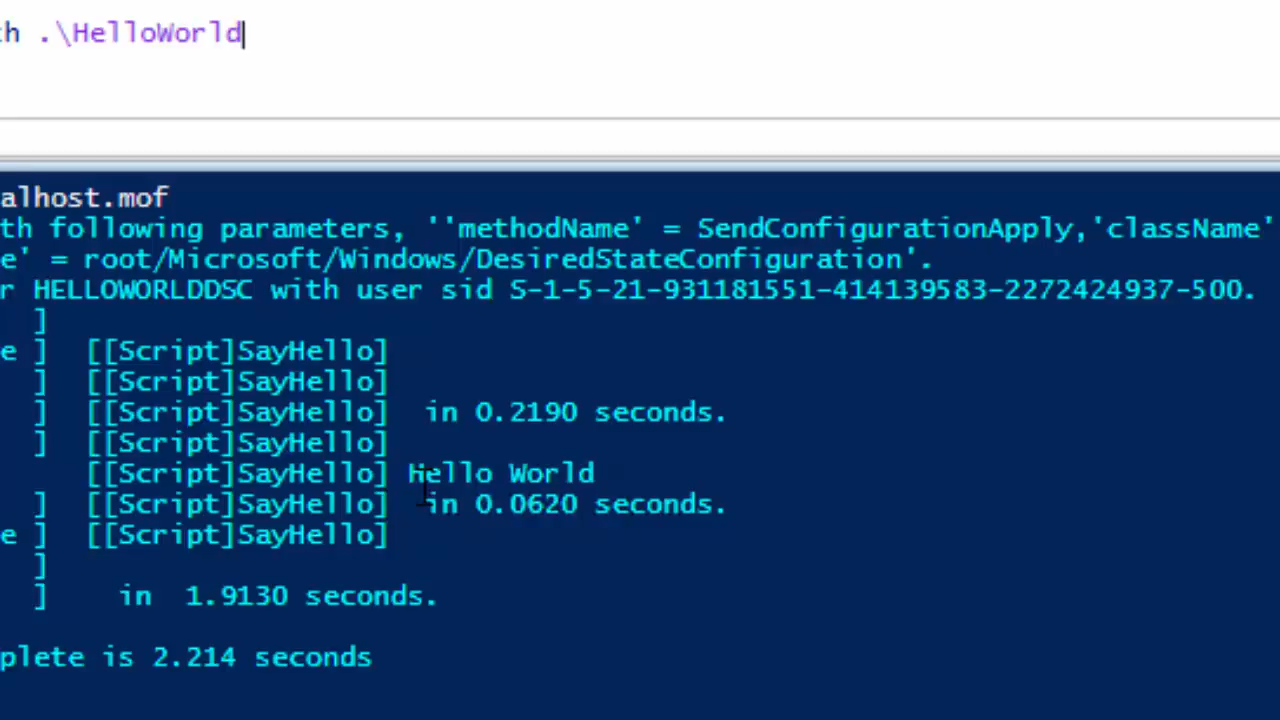 th .\HelloWorld
alhost.mof
th following parameters, ''methodName' = SendConfigurationApply,'className'
e' = root/Microsoft/Windows/DesiredStateConfiguration'.
r HELLOWORLDDSC with user sid S-1-5-21-931181551-414139583-2272424937-500.
]
e ]  [[Script]SayHello]
]  [[Script]SayHello]
]  [[Script]SayHello]  in 0.2190 seconds.
]  [[Script]SayHello]
[[Script]SayHello] Hello World
]  [[Script]SayHello]  in 0.0620 seconds.
e ]  [[Script]SayHello]
]
]    in  1.9130 seconds.
plete is 2.214 seconds